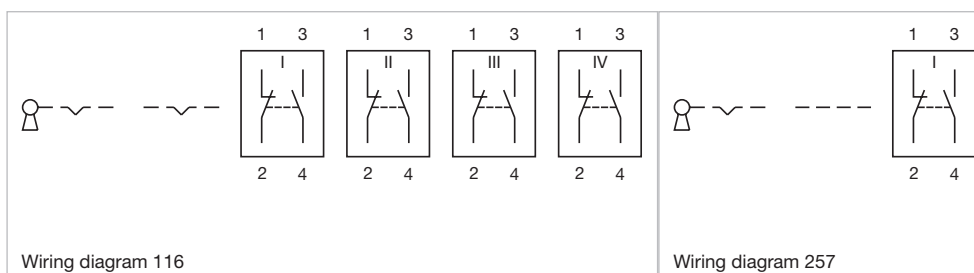 1 3 1 3 1 3 1 3 1 3
I II III IV I
2 4 2 4 2 4 2 4 2 4
Wiring diagram 116 Wiring diagram 257